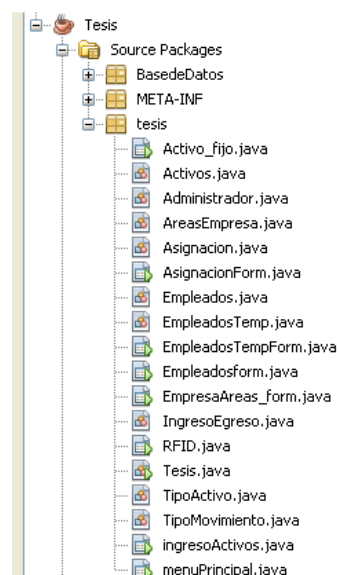 Tesis
Source Packages
BasedeDatos
META-INF
tesis
Activo_fijo.java
Activos.java
Administrador.java
AreasEmpresa.java
Asignacion.java
AsignacionForm.java
Empleados.java
EmpleadosTemp.java
EmpleadosTempForm.java
Empleadosform.java
EmpresaAreas_form.java
IngresoEgreso.java
RFID.java
Tesis.java
TipoActivo.java
TipoMovimiento.java
ingresoActivos.java
menuPrincipal.java